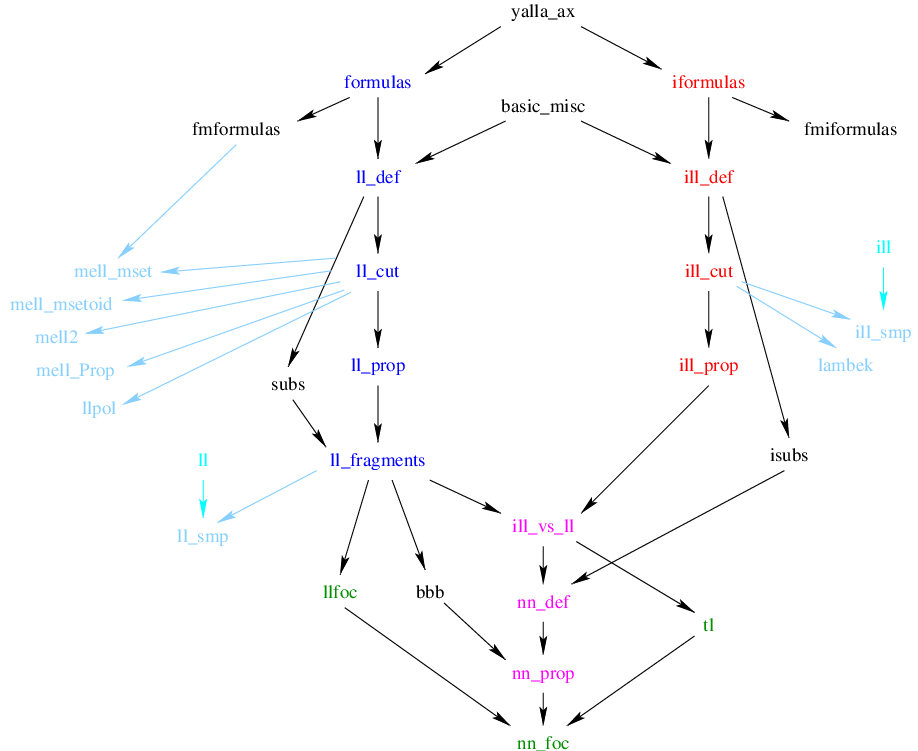 yalla_ax
formulas
iformulas
basic_misc
fmformulas
fmiformulas
ll_def
ill_def
ill
mell_mset
ll_cut
ill_cut
mell_msetoid
ill_smp
mell2
mell_Prop
ll_prop
ill_prop
lambek
subs
llpol
isubs
ll
ll_fragments
ill_vs_ll
ll_smp
llfoc
bbb
nn_def
tl
nn_prop
nn_foc